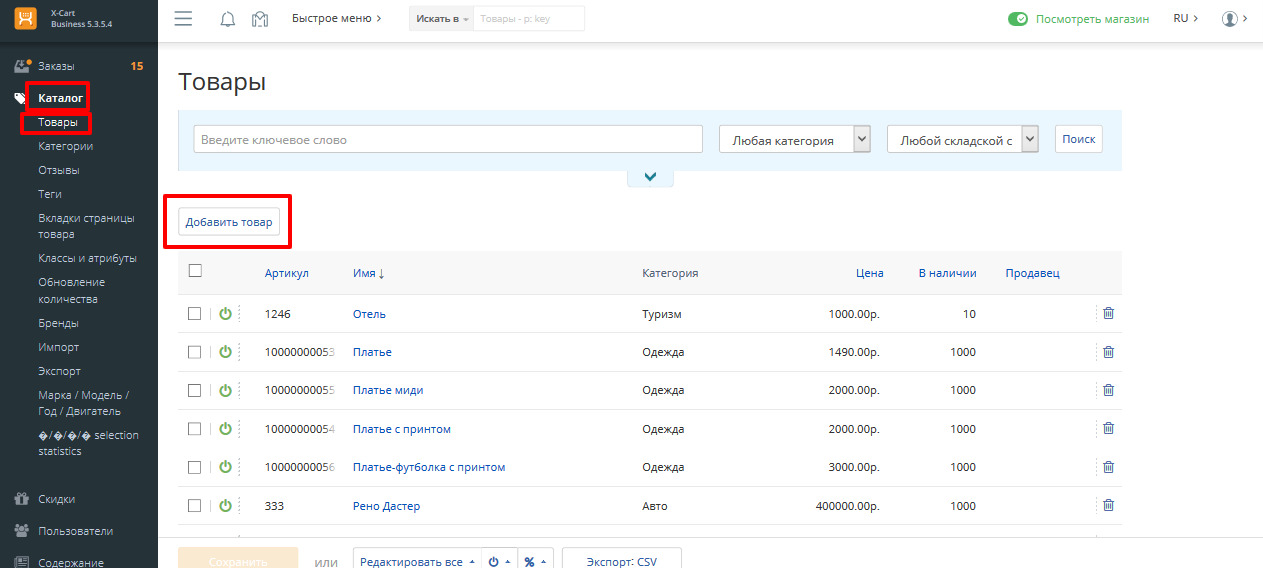 X-Cart
Business 5.3.5.4
Быстрое меню
Искать в
Товары - p: key
Посмотреть магазин
RU
Заказы 15
Каталог
Товары
Категории
Отзывы
Теги
Вкладки страницы
товара
Классы и атрибуты
Обновление
количества
Бренды
Импорт
Экспорт
Марка / Модель /
Год / Двигатель
�/�/�/� selection
statistics
Скидки
Пользователи
Содержание
Товары
Введите ключевое слово
Любая категория
Любой складской с
Поиск
Добавить товар
Артикул Имя ↓ Категория Цена В наличии Продавец
1246 Отель Туризм 1000.00р. 10
10000000053 Платье Одежда 1490.00р. 1000
10000000055 Платье миди Одежда 2000.00р. 1000
10000000054 Платье с принтом Одежда 2000.00р. 1000
10000000056 Платье-футболка с принтом Одежда 3000.00р. 1000
333 Рено Дастер Авто 400000.00р. 1000
Сохранить или Редактировать все % Экспорт: CSV